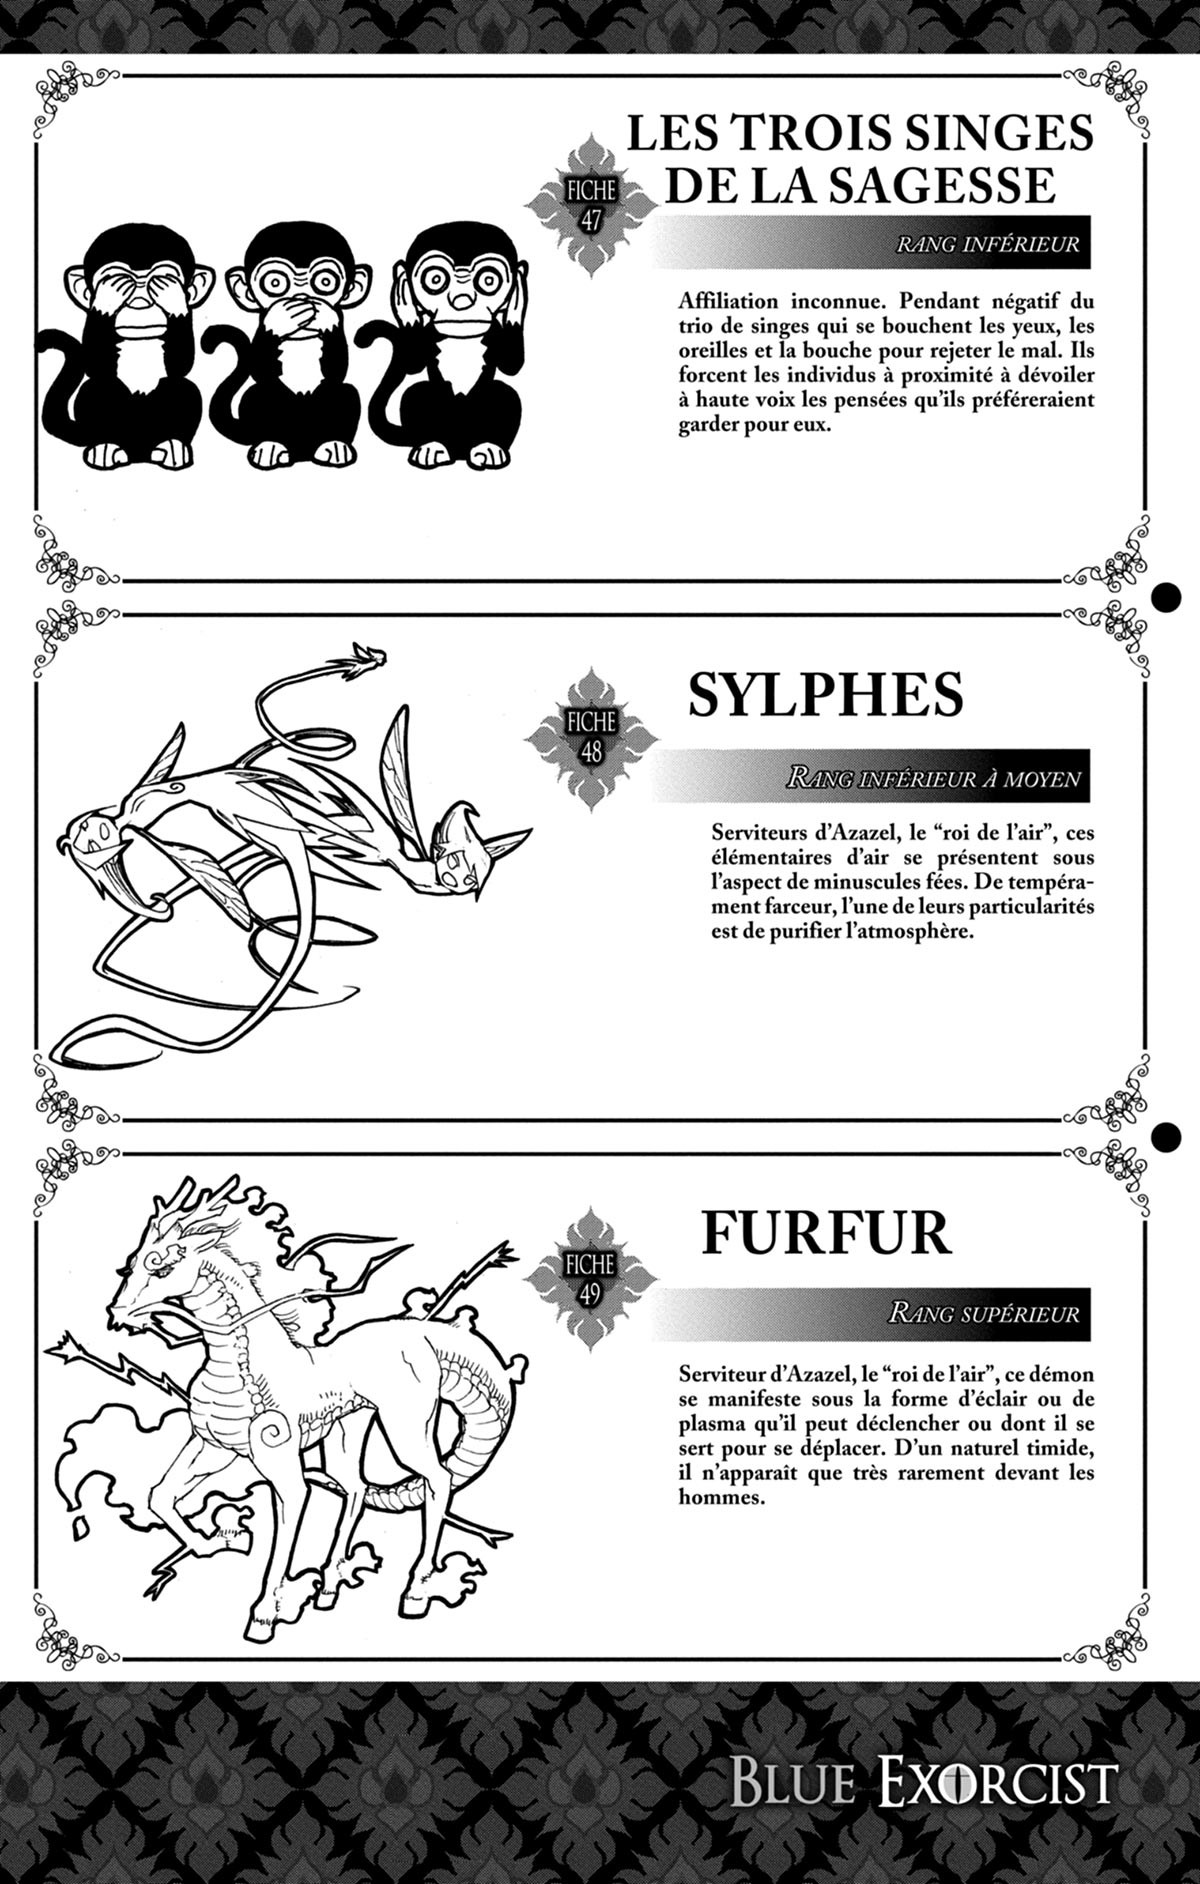 LES TROIS SINGES
DE LA SAGESSE
FICHE
47
RANG INFÉRIEUR
Affiliation inconnue. Pendant négatif du
trio de singes qui se bouchent les yeux, les
oreilles et la bouche pour rejeter le mal. Ils
forcent les individus à proximité à dévoiler
à haute voix les pensées qu'ils préféreraient
garder pour eux.
SYLPHES
FICHE
48
RANG INFÉRIEUR À MOYEN
Serviteurs d'Azazel, le "roi de l'air", ces
élémentaires d'air se présentent sous
l'aspect de minuscules fées. De tempéra-
ment farceur, l'une de leurs particularités
est de purifier l'atmosphère.
FURFUR
FICHE
49
RANG SUPÉRIEUR
Serviteur d'Azazel, le "roi de l'air", ce démon
se manifeste sous la forme d'éclair ou de
plasma qu'il peut déclencher ou dont il se
sert pour se déplacer. D'un naturel timide,
il n'apparaît que très rarement devant les
hommes.
BLUE EXORCIST